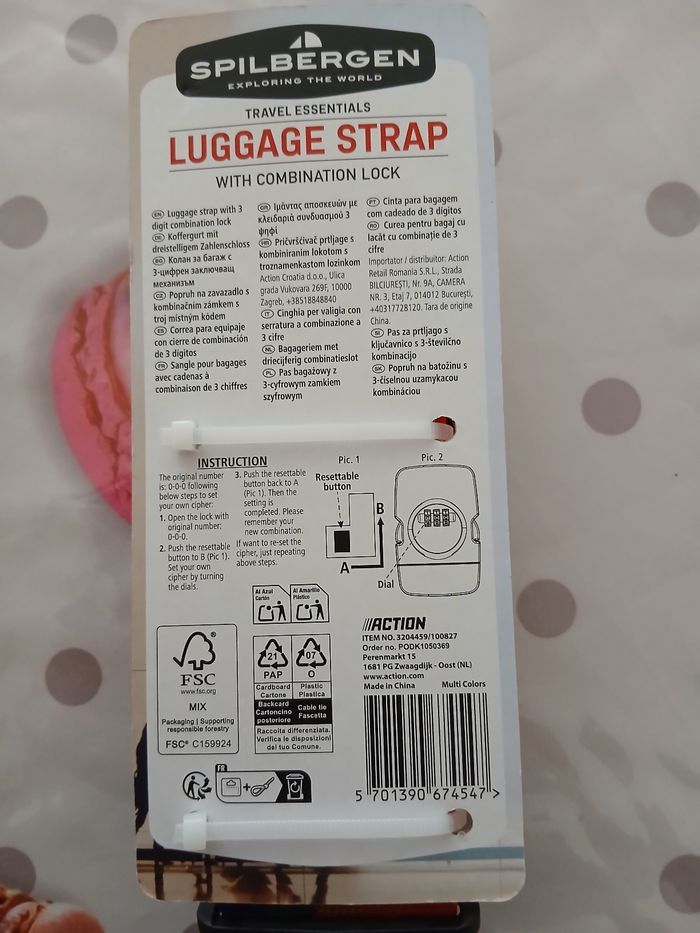 SPILBERGEN
EXPLORING THE WORLD
TRAVEL ESSENTIALS
LUGGAGE STRAP
WITH COMBINATION LOCK
EN Luggage strap with 3
digit combination lock
DE Koffergurt mit
dreistelligem Zahlenschloss
BG Колан за багаж с
3-цифрен заключващ
механизъм
CZ Popruh na zavazadlo s
kombinačním zámkem s
troj místným kódem
ES Correa para equipaje
con cierre de combinación
de 3 dígitos
FR Sangle pour bagages
avec cadenas à
combinaison de 3 chiffres
GR Ιμάντας αποσκευών με
κλειδαριά συνδυασμού 3
ψηφί
HR Pričvršćivač prtljage s
kombiniranim lokotom s
troznamenkastom lozinkom
Action Croatia d.o.o., Ulica
grada Vukovara 269F, 10000
Zagreb, +38518848840
IT Cinghia per valigia con
serratura a combinazione a
3 cifre
NL Bagageriem met
driecijferig combinatieslot
PL Pas bagażowy z
3-cyfrowym zamkiem
szyfrowym
PT Cinta para bagagem
com cadeado de 3 dígitos
RO Curea pentru bagaj cu
lacăt cu combinație de 3
cifre
Importator / distribuitor: Action
Retail Romania S.R.L., Strada
BILCIUREȘTI, Nr. 9A, CAMERA
NR. 3, Etaj 7, 014012 București,
+40317728120. Tara de origine
China.
SI Pas za prtljago s
ključavnico s 3-številčno
kombinacijo
SK Popruh na batožinu s
3-číselnou uzamykacou
kombináciou
INSTRUCTION
The original number
is: 0-0-0 following
below steps to set
your own cipher:
1. Open the lock with
original number:
0-0-0.
2. Push the resettable
button to B (Pic 1).
Set your own
cipher by turning
the dials.
3. Push the resettable
button back to A
(Pic 1). Then the
setting is
completed. Please
remember your
new combination.
If want to re-set the
cipher, just repeating
above steps.
Pic. 1
Resettable
button
B
A
Pic. 2
Dial
Al Azul
Cartón
Al Amarillo
Plástico
FSC
www.fsc.org
MIX
Packaging | Supporting
responsible forestry
FSC® C159924
21
PAP
07
O
Cardboard
Cartone
Plastic
Plastica
Backcard
Cartoncino
posteriore
Cable tie
Fascetta
Raccolta differenziata.
Verifica le disposizioni
del tuo Comune.
FR
ACTION
ITEM NO. 3204459/100827
Order no. PODK1050369
Perenmarkt 15
1681 PG Zwaagdijk - Oost (NL)
www.action.com
Made in China Multi Colors
5 701390 674547 >